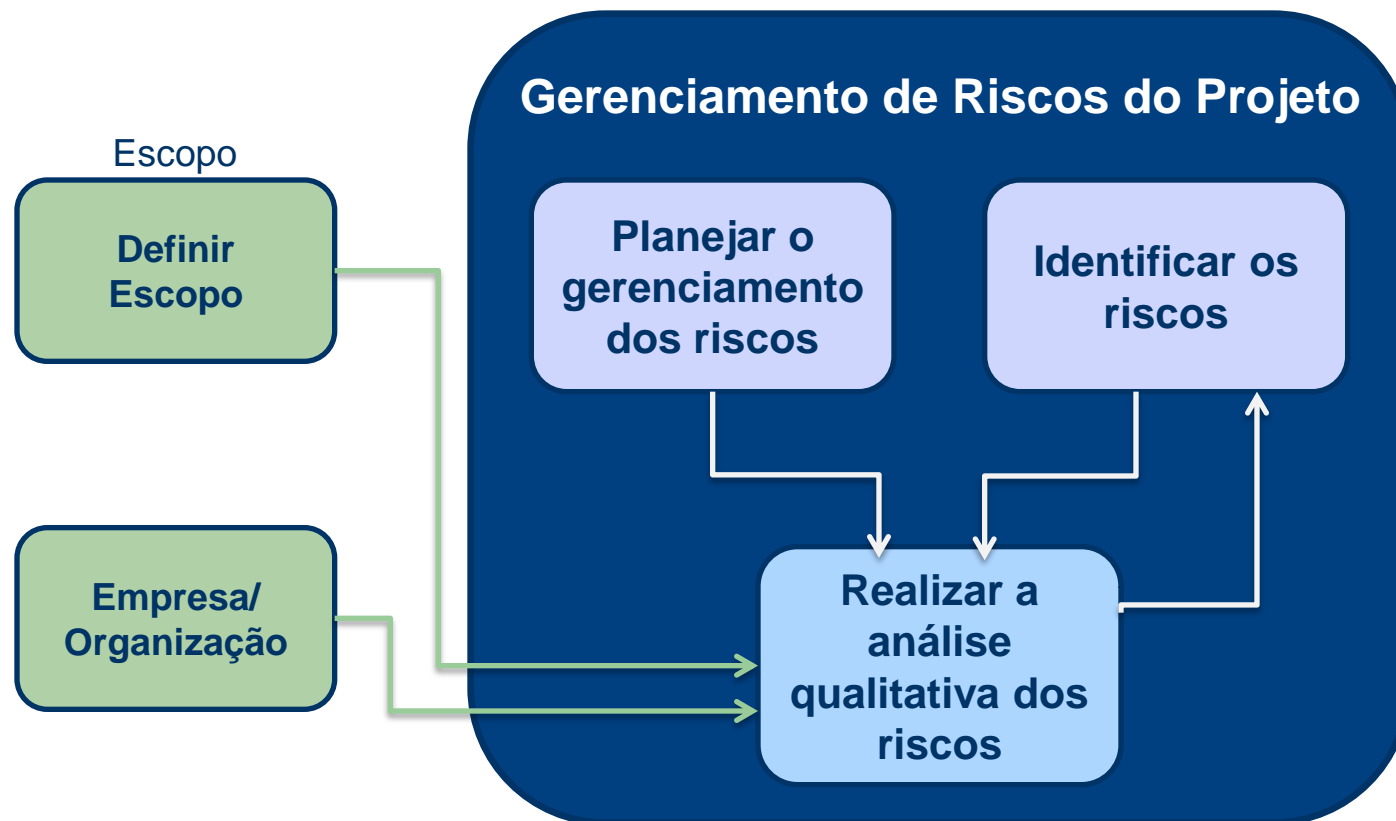 Gerenciamento de Riscos do Projeto
Escopo
Definir
Escopo
Planejar o
gerenciamento
dos riscos
Identificar os
riscos
Empresa/
Organização
Realizar a
análise
qualitativa dos
riscos